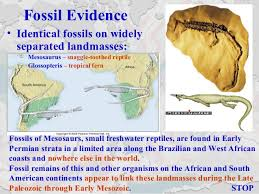 Fossil Evidence
• Identical fossils on widely
separated landmasses:
Mesosaurus – snaggle-toothed reptile
Glossopteris – tropical fern
Fossils of Mesosaurs, small freshwater reptiles, are found in Early
Permian strata in a limited area along the Brazilian and West African
coasts and nowhere else in the world.
Fossil remains of this and other organisms on the African and South
American continents appear to link these landmasses during the Late
Paleozoic through Early Mesozoic. STOP